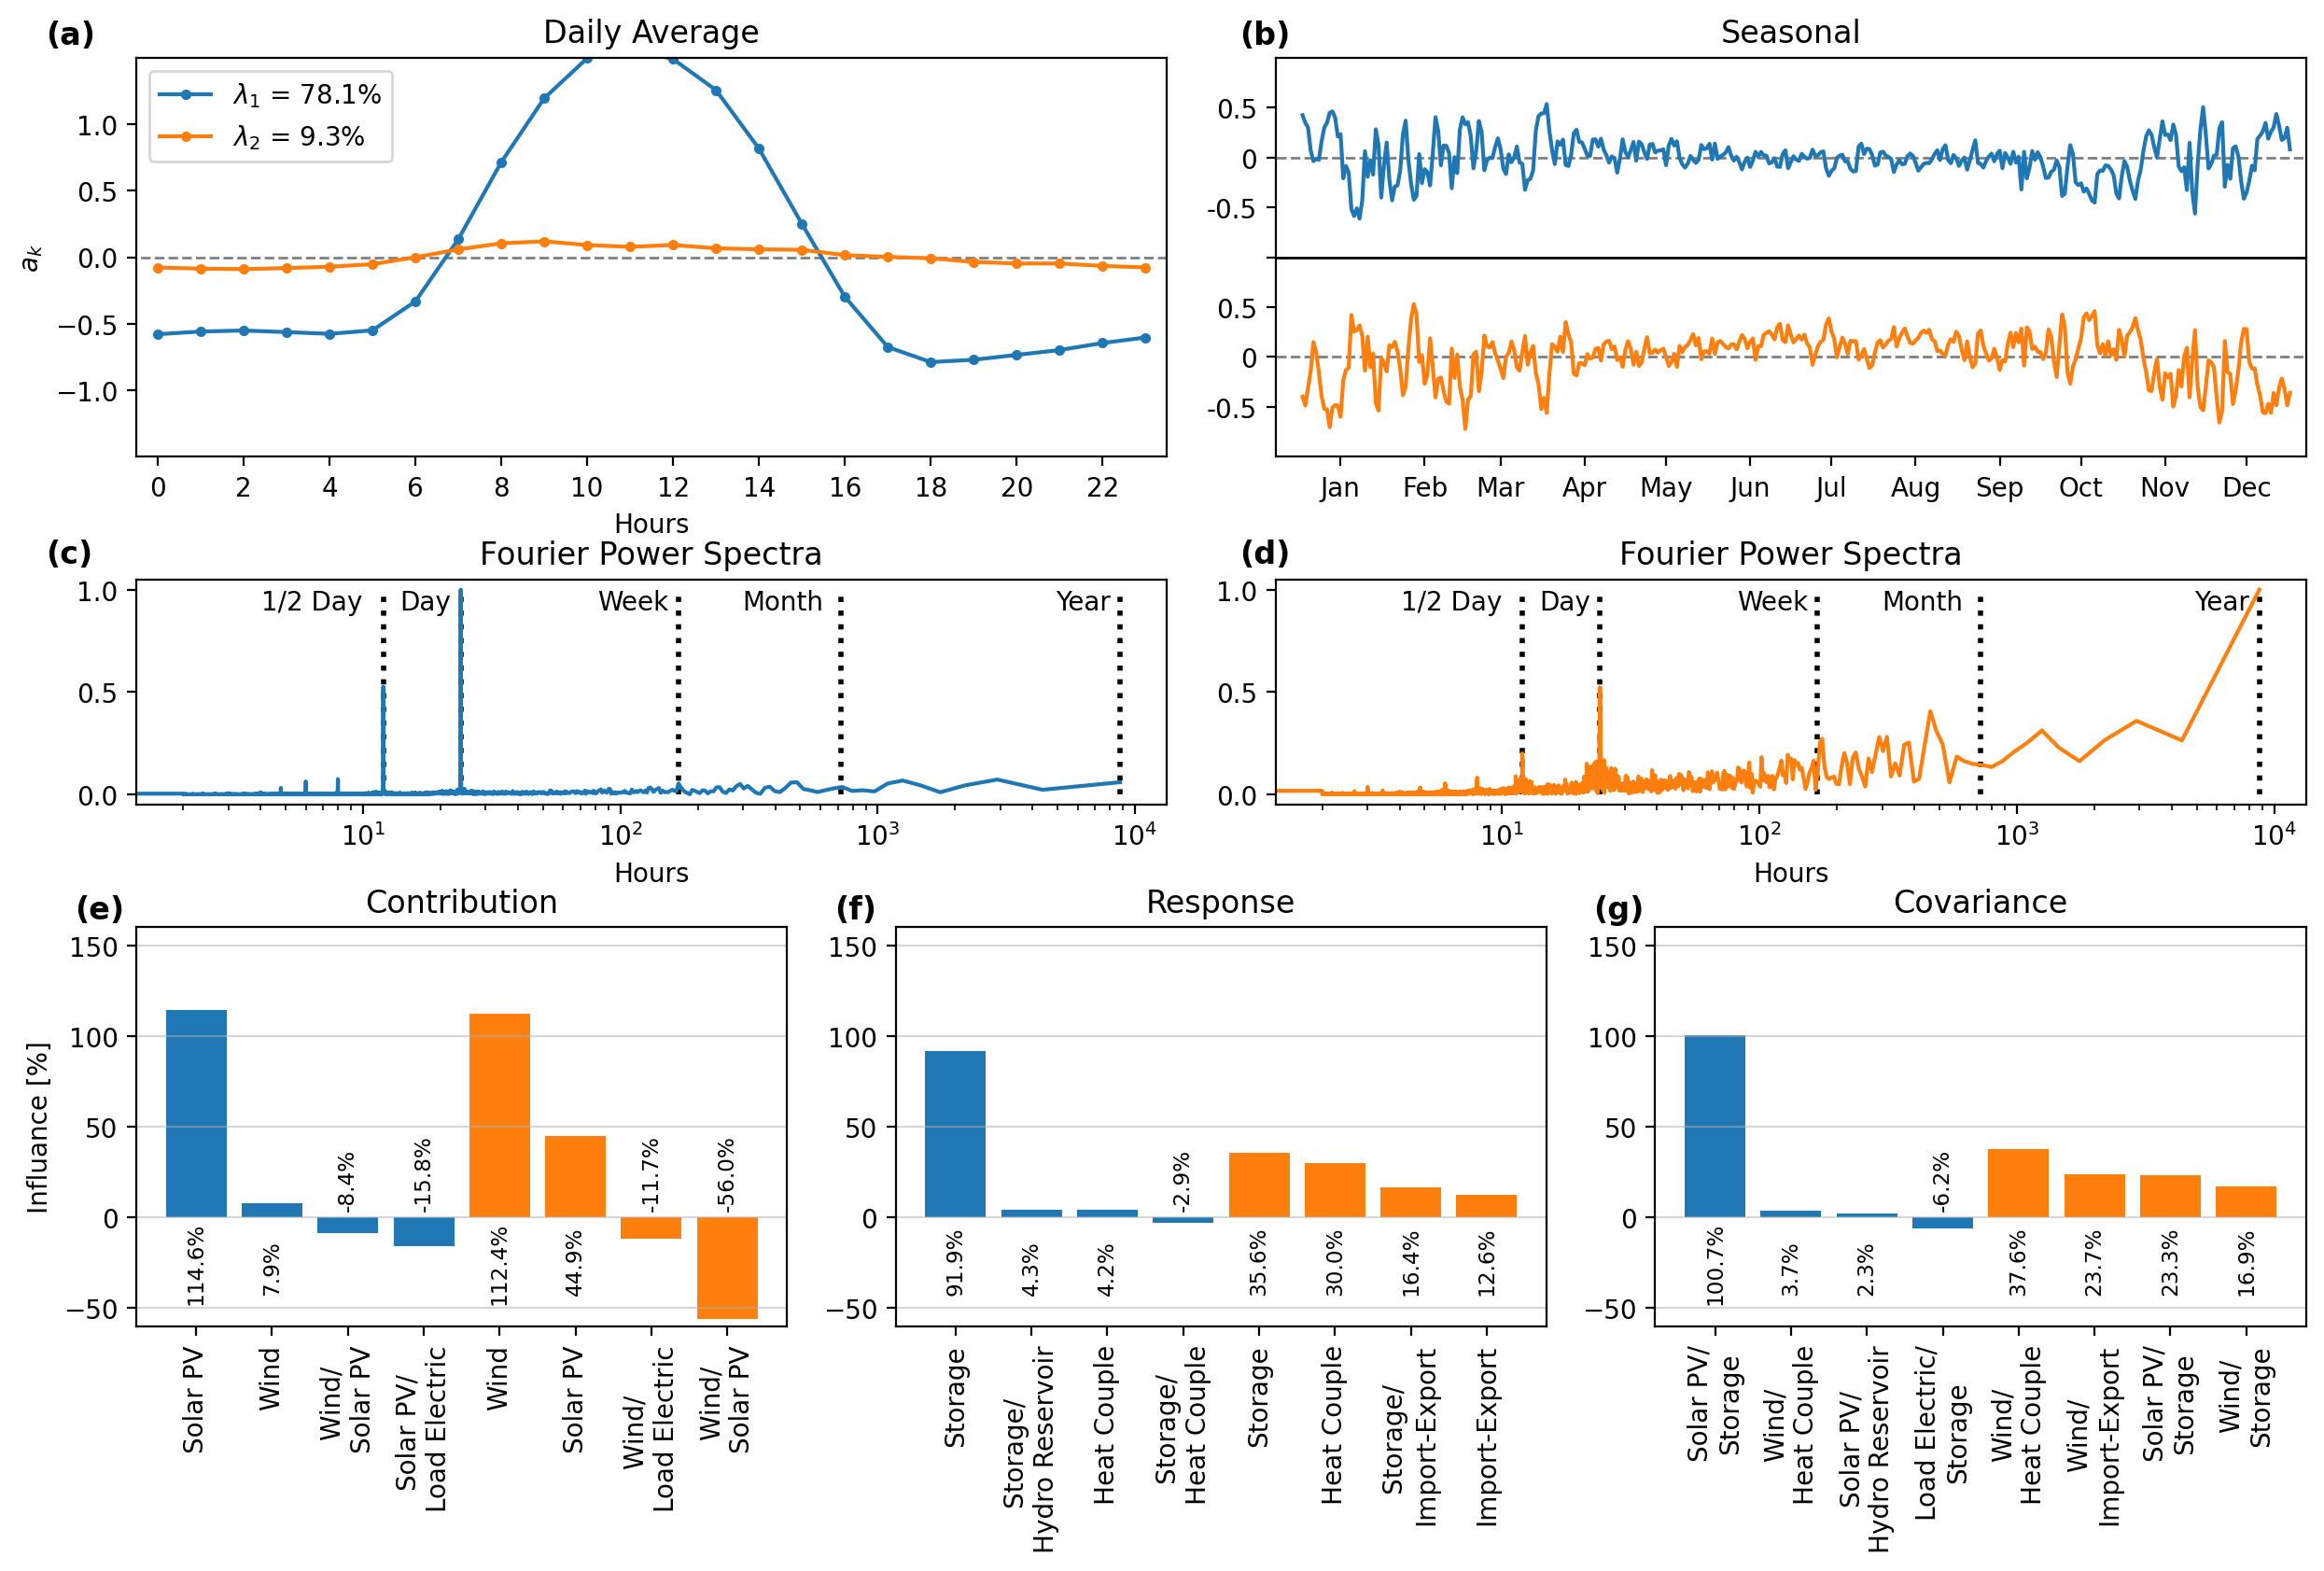 (a)
Daily Average
λ1 = 78.1%
λ2 = 9.3%
1.0
0.5
0.0
−0.5
−1.0
a_k
0 2 4 6 8 10 12 14 16 18 20 22
Hours
(b)
Seasonal
0.5
0
-0.5
0.5
0
-0.5
Jan Feb Mar Apr May Jun Jul Aug Sep Oct Nov Dec
(c)
Fourier Power Spectra
1/2 Day Day Week Month Year
1.0
0.5
0.0
10^1 10^2 10^3 10^4
Hours
(d)
Fourier Power Spectra
1/2 Day Day Week Month Year
1.0
0.5
0.0
10^1 10^2 10^3 10^4
Hours
(e)
Contribution
Influance [%]
150
100
50
0
−50
114.6%
7.9%
-8.4%
-15.8%
112.4%
44.9%
-11.7%
-56.0%
Solar PV
Wind
Wind/
Solar PV
Solar PV/
Load Electric
Wind
Solar PV
Wind/
Load Electric
Wind/
Solar PV
(f)
Response
150
100
50
0
−50
91.9%
4.3%
4.2%
-2.9%
35.6%
30.0%
16.4%
12.6%
Storage
Storage/
Hydro Reservoir
Heat Couple
Storage/
Heat Couple
Storage
Heat Couple
Storage/
Import-Export
Import-Export
(g)
Covariance
150
100
50
0
−50
100.7%
3.7%
2.3%
-6.2%
37.6%
23.7%
23.3%
16.9%
Solar PV/
Storage
Wind/
Heat Couple
Solar PV/
Hydro Reservoir
Load Electric/
Storage
Wind/
Heat Couple
Wind/
Import-Export
Solar PV/
Storage
Wind/
Storage